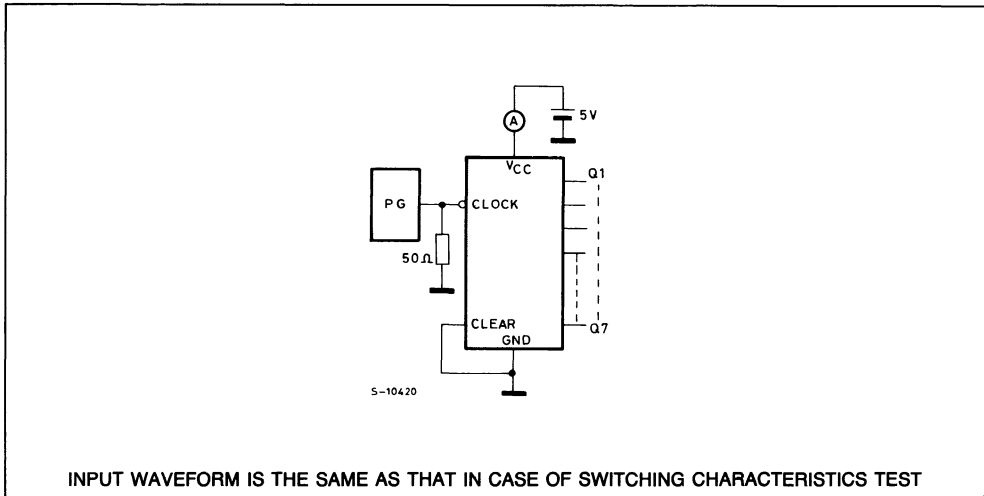 A
5V
VCC
Q1
PG
CLOCK
50Ω
CLEAR
Q7
GND
S-10420
INPUT WAVEFORM IS THE SAME AS THAT IN CASE OF SWITCHING CHARACTERISTICS TEST